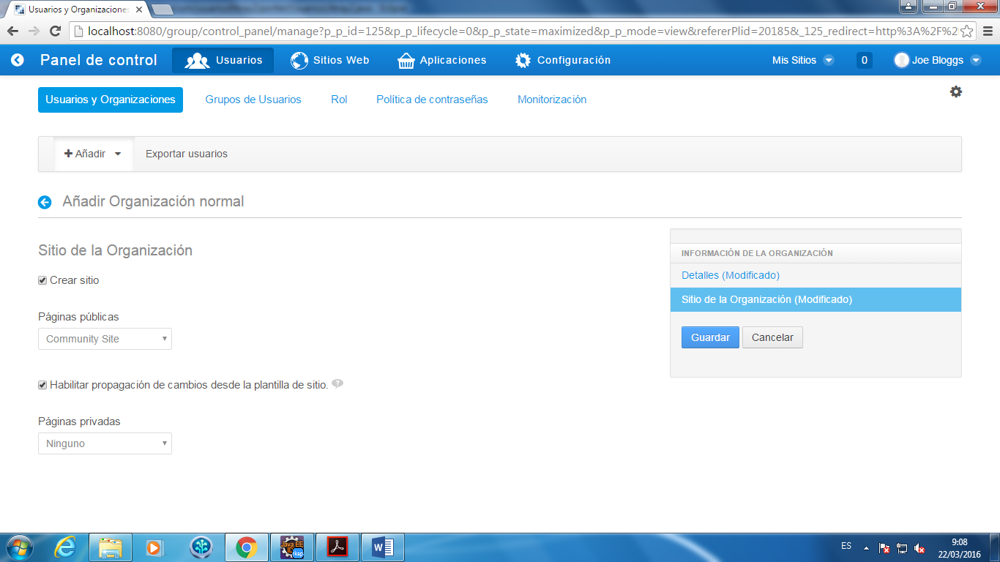 Usuarios y Organizaciones
localhost:8080/group/control_panel/manage?p_p_id=125&p_p_lifecycle=0&p_p_state=maximized&p_p_mode=view&refererPlid=20185&_125_redirect=http%3A%2F%2
Panel de control Usuarios Sitios Web Aplicaciones Configuración Mis Sitios 0 Joe Bloggs
Usuarios y Organizaciones Grupos de Usuarios Rol Política de contraseñas Monitorización
+ Añadir Exportar usuarios
Añadir Organización normal
Sitio de la Organización
Crear sitio
Páginas públicas
Community Site
Habilitar propagación de cambios desde la plantilla de sitio. ?
Páginas privadas
Ninguno
INFORMACIÓN DE LA ORGANIZACIÓN
Detalles (Modificado)
Sitio de la Organización (Modificado)
Guardar Cancelar
Java EE
ES
9:08
22/03/2016